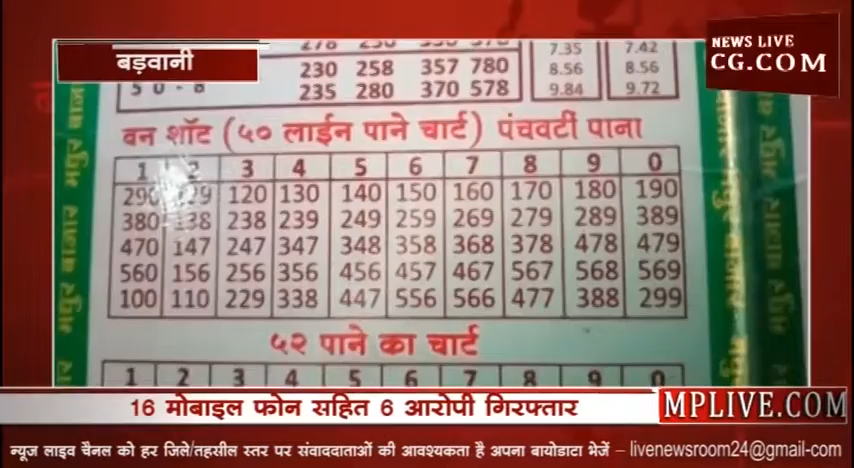 बड़वानी
NEWS LIVE
CG.COM
7.35 7.42
230 258 357 780 8.56 8.56
235 280 370 578 9.84 9.72
वन शॉट (५० लाईन पाने चार्ट) पंचवटी पाना
1 2 3 4 5 6 7 8 9 0
290 129 120 130 140 150 160 170 180 190
380 138 238 239 249 259 269 279 289 389
470 147 247 347 348 358 368 378 478 479
560 156 256 356 456 457 467 567 568 569
100 110 229 338 447 556 566 477 388 299
५२ पाने का चार्ट
1 2 3 4 5 6 7 8 9 0
मधुर बाजार
16 मोबाइल फोन सहित 6 आरोपी गिरफ्तार
MPLIVE.COM
न्यूज लाइव चैनल को हर जिले/तहसील स्तर पर संवाददाताओं की आवश्यकता है अपना बायोडाटा भेजें – livenewsroom24@gmail-com